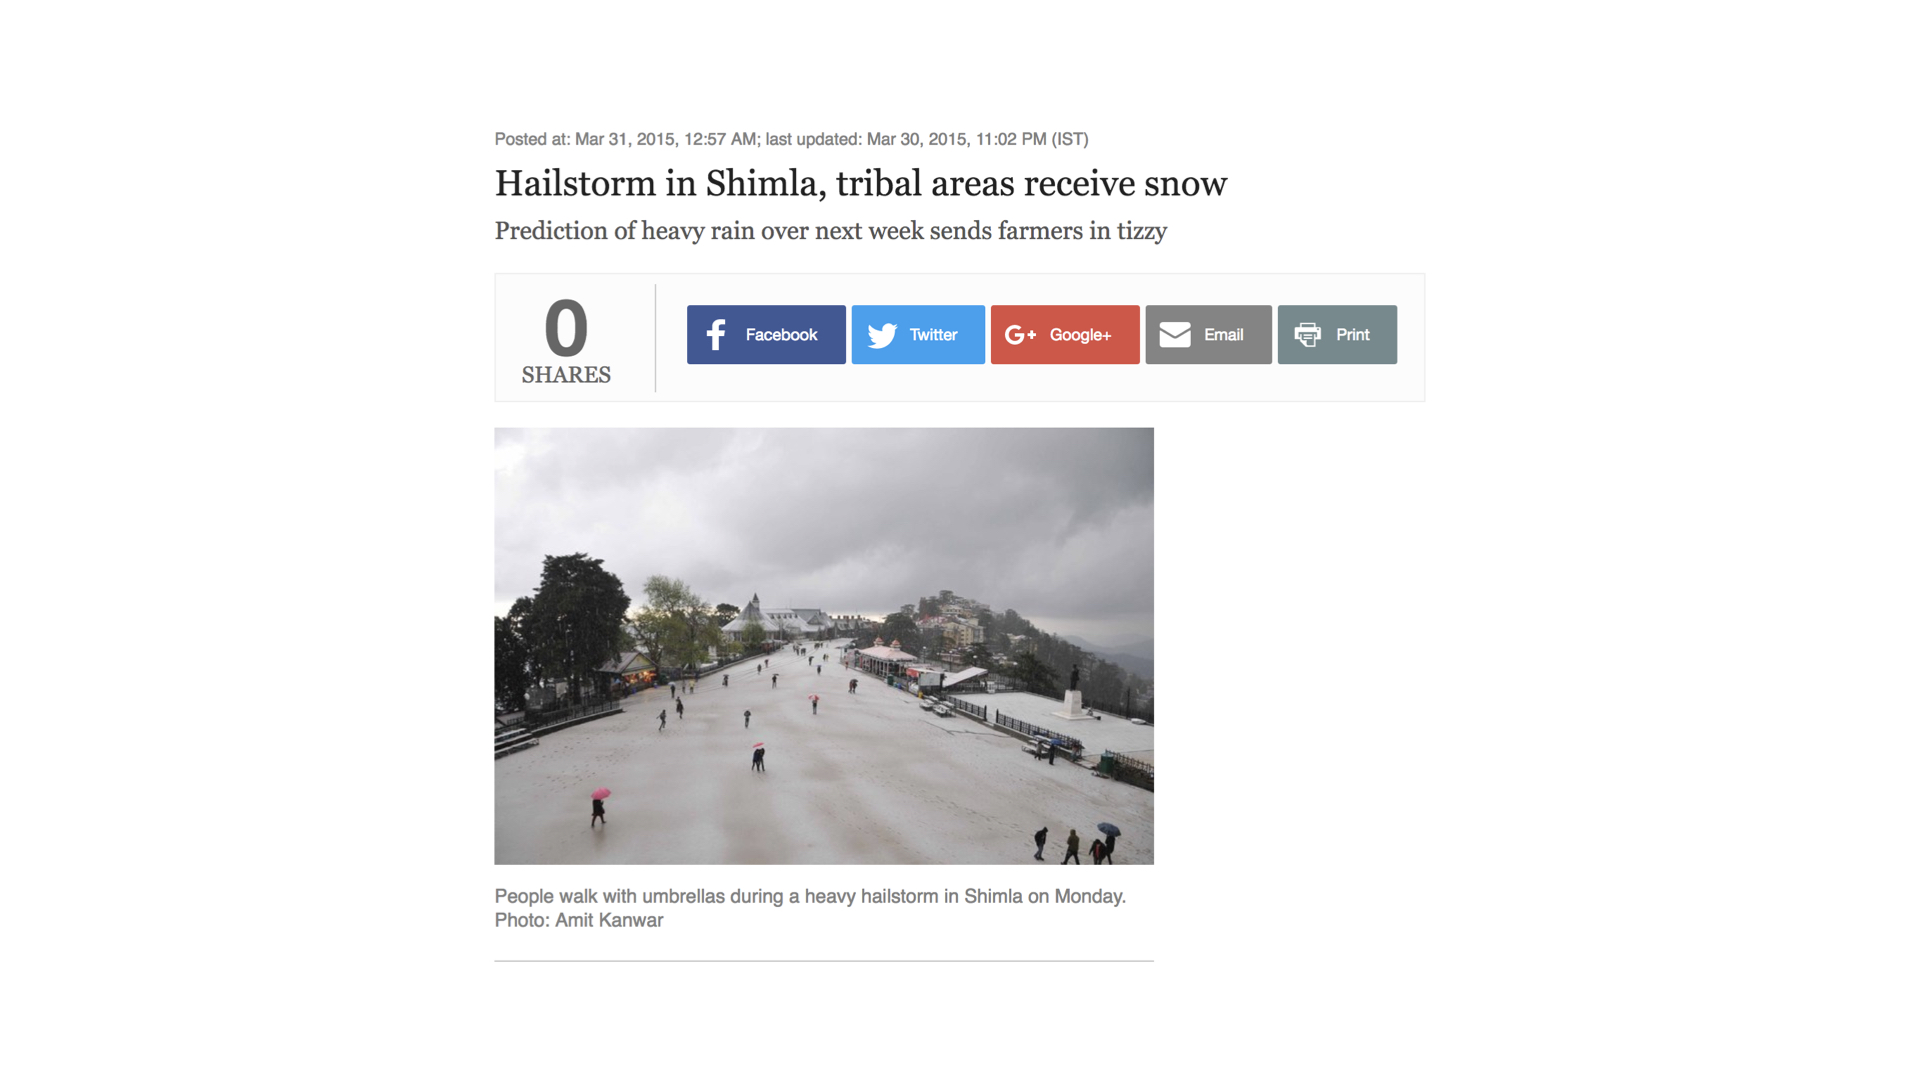 Posted at: Mar 31, 2015, 12:57 AM; last updated: Mar 30, 2015, 11:02 PM (IST)
Hailstorm in Shimla, tribal areas receive snow
Prediction of heavy rain over next week sends farmers in tizzy
0
SHARES
Facebook
Twitter
G+ Google+
Email
Print
People walk with umbrellas during a heavy hailstorm in Shimla on Monday.
Photo: Amit Kanwar